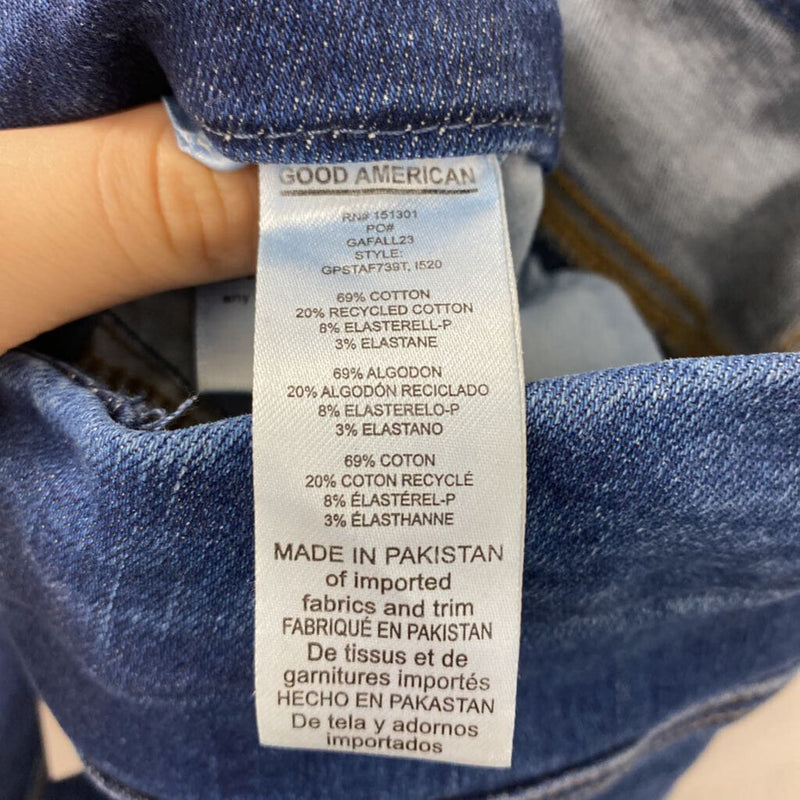 GOOD AMERICAN
RN# 151301
PO#
GAFALL23
STYLE:
GPSTAF739T, I520
69% COTTON
20% RECYCLED COTTON
8% ELASTERELL-P
3% ELASTANE
69% ALGODON
20% ALGODÓN RECICLADO
8% ELASTERELO-P
3% ELASTANO
69% COTON
20% COTON RECYCLÉ
8% ÉLASTÉREL-P
3% ÉLASTHANNE
MADE IN PAKISTAN
of imported
fabrics and trim
FABRIQUÉ EN PAKISTAN
De tissus et de
garnitures importés
HECHO EN PAKASTAN
De tela y adornos
importados